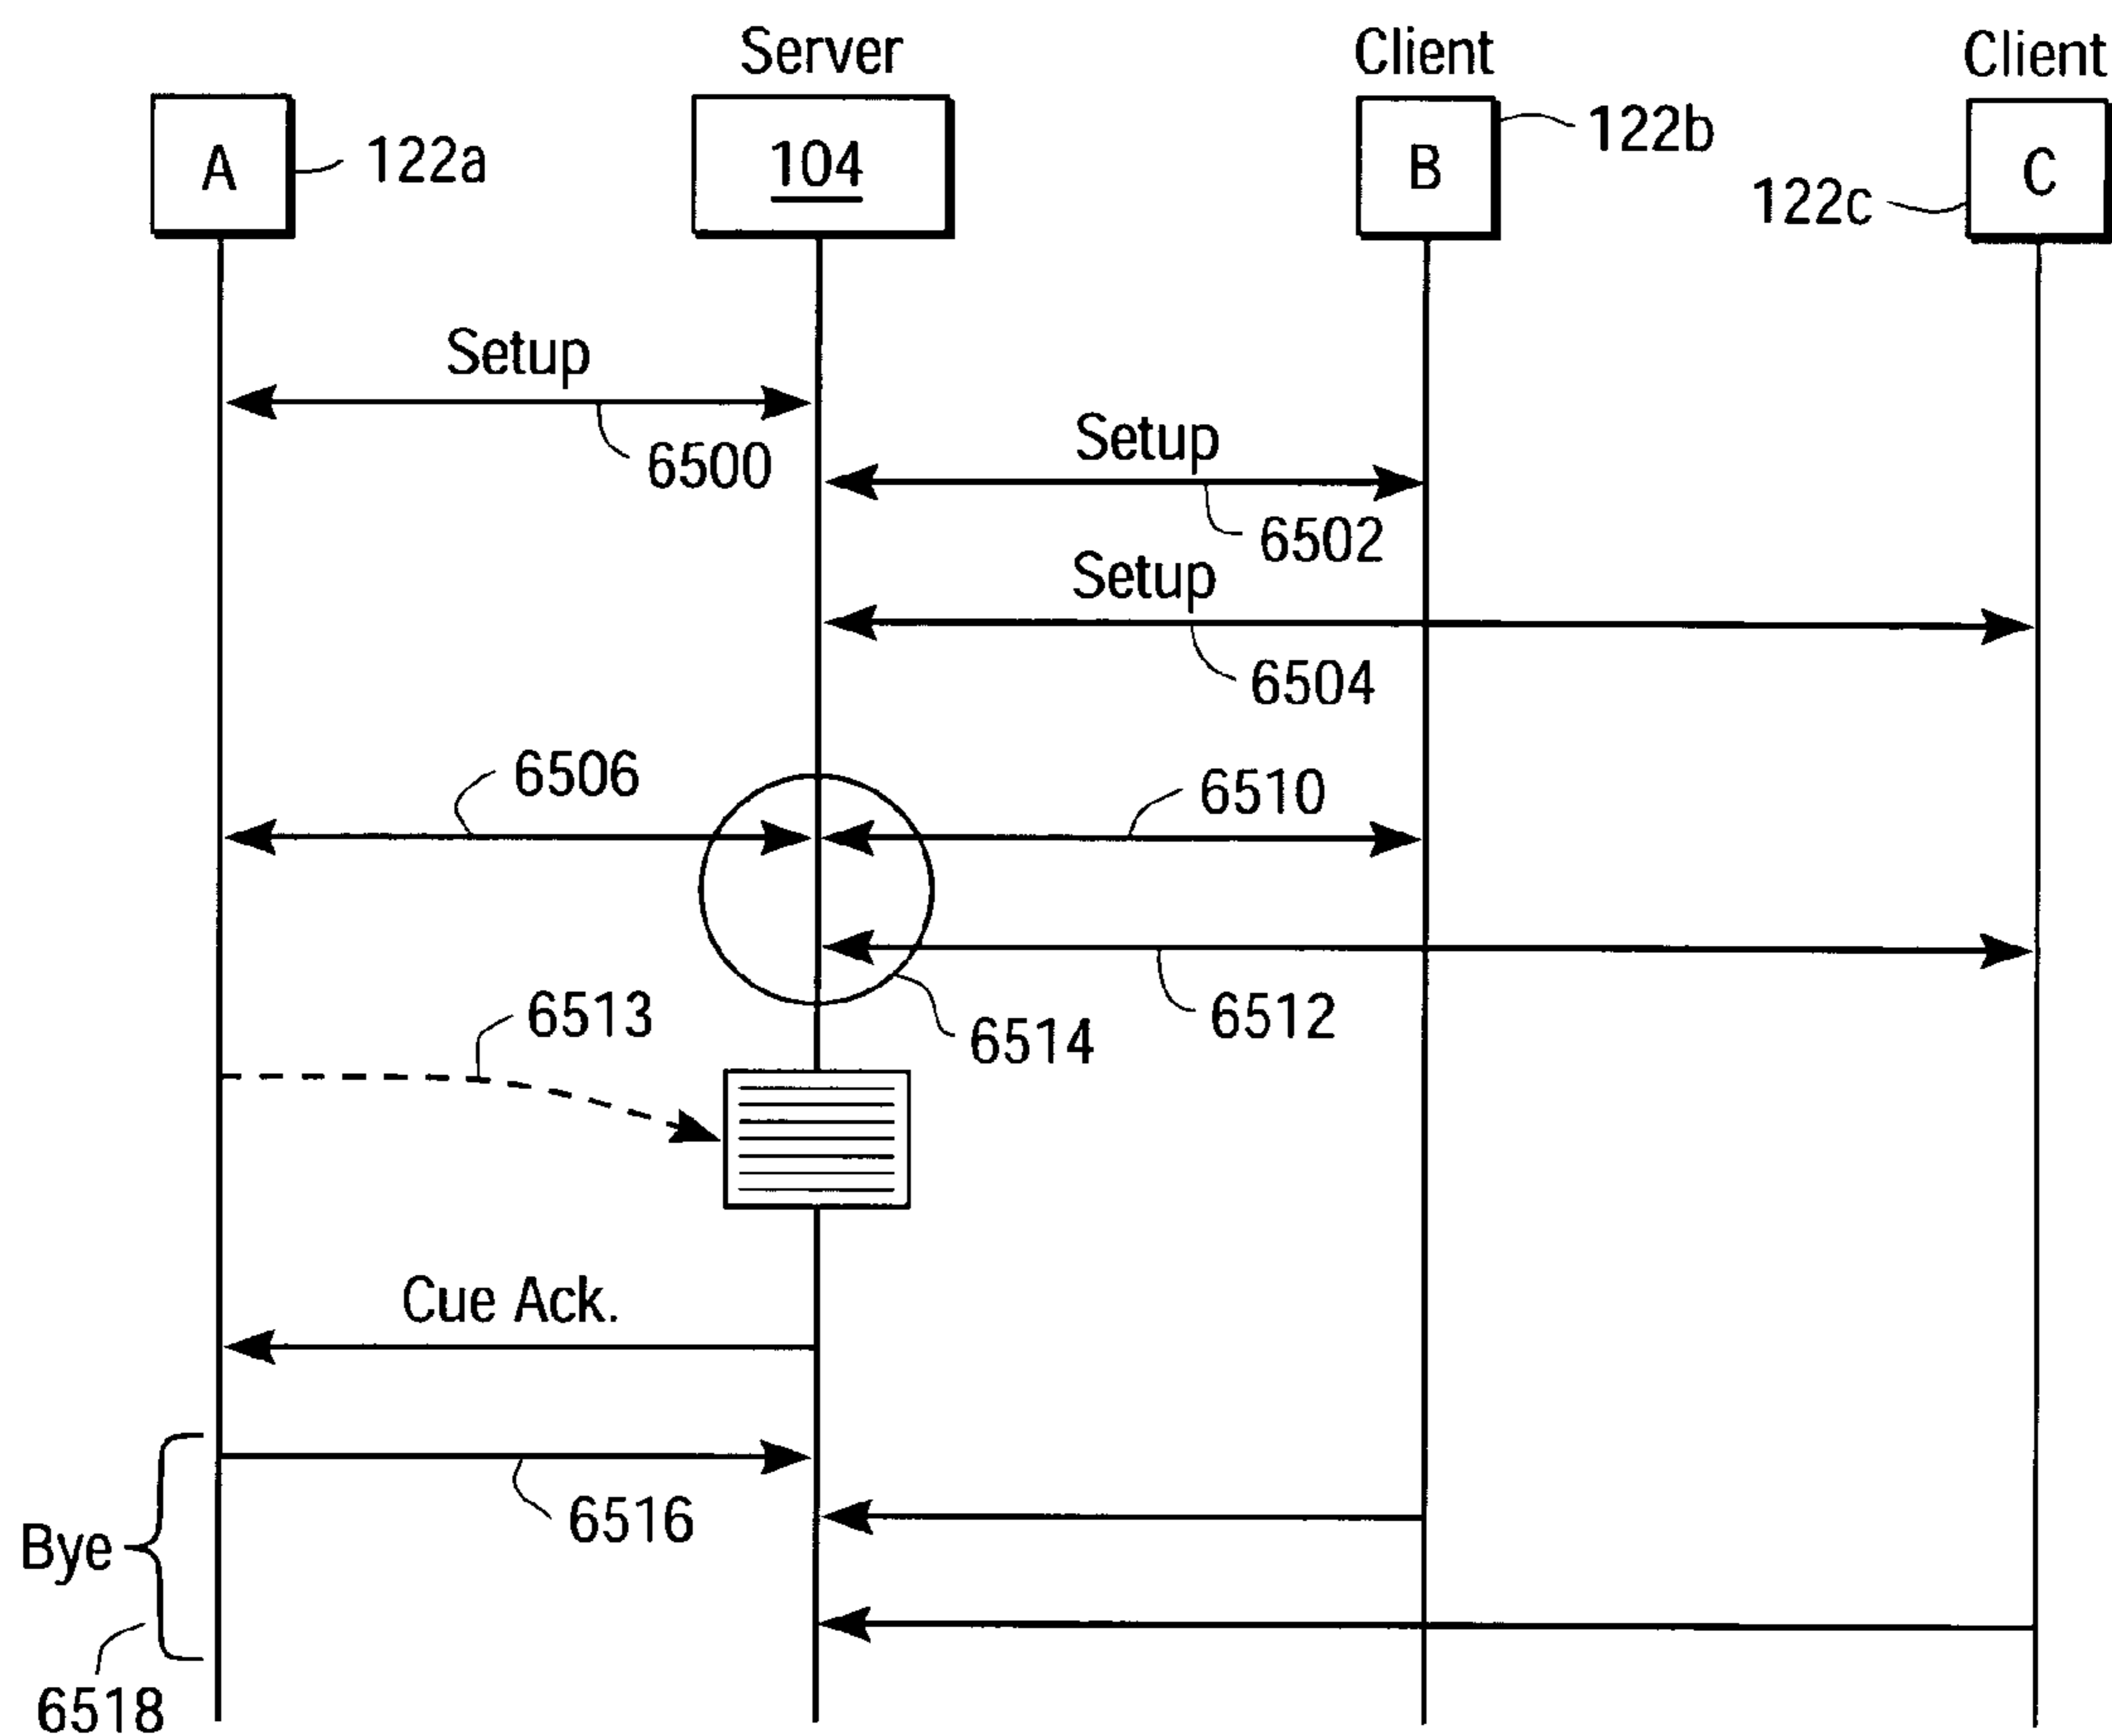 Server
Client
Client
A
122a
104
B
122b
122c
C
Setup
6500
Setup
6502
Setup
6504
6506
6510
6513
6514
6512
Cue Ack.
Bye
6516
6518